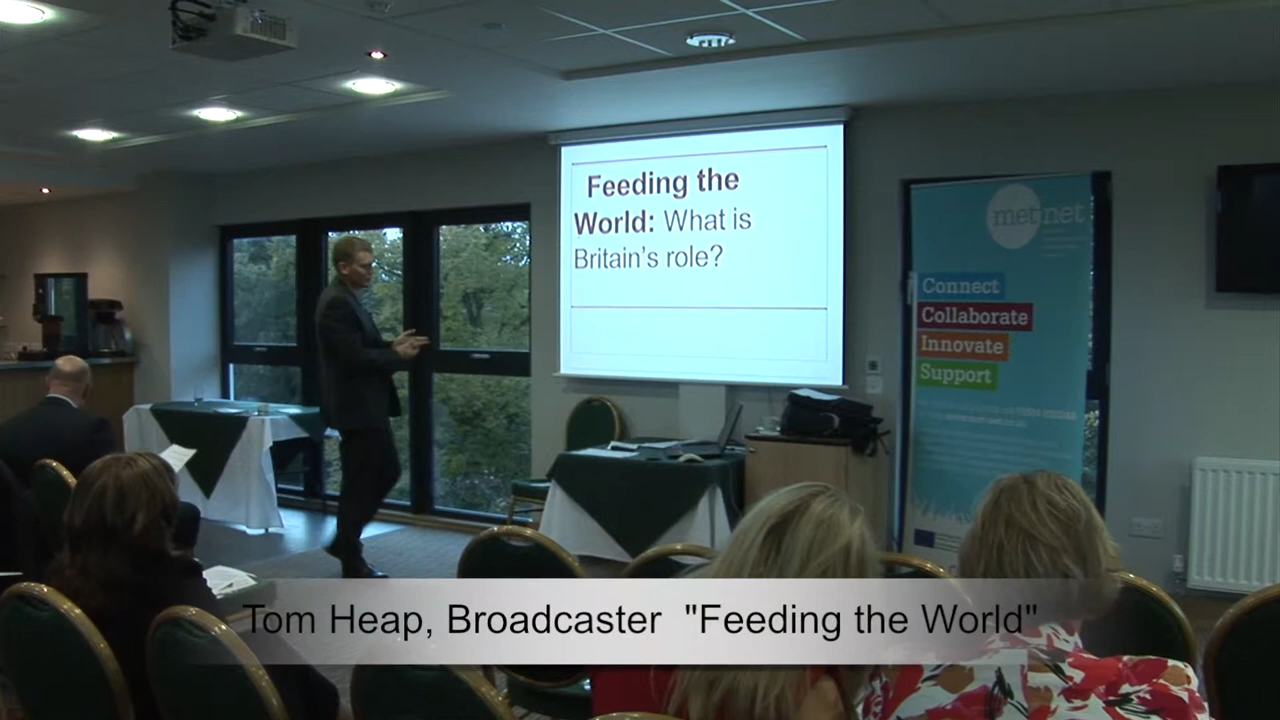 Feeding the
World: What is
Britain's role?
metnet
Connect
Collaborate
Innovate
Support
Tom Heap, Broadcaster "Feeding the World"